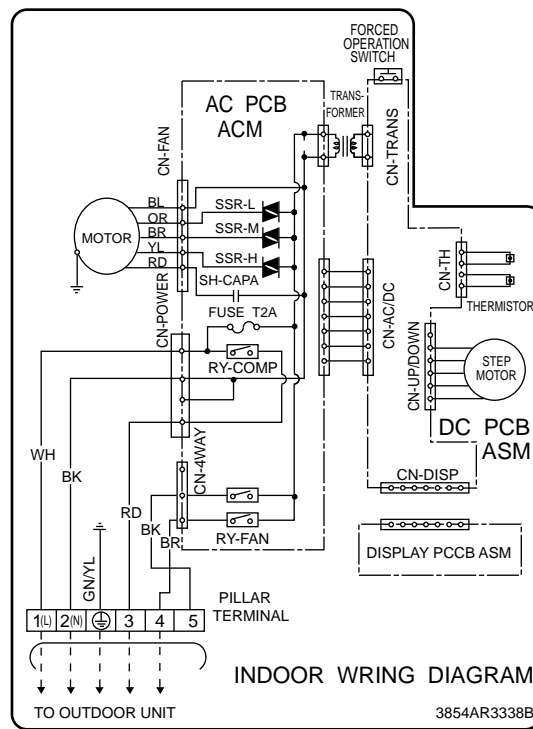 FORCED
OPERATION
SWITCH
TRANS-
FORMER
AC PCB
ACM
CN-FAN
CN-TRANS
BL
OR
BR
YL
RD
MOTOR
SSR-L
SSR-M
SSR-H
SH-CAPA
FUSE T2A
CN-POWER
RY-COMP
CN-AC/DC
CN-TH
THERMISTOR
CN-UP/DOWN
STEP
MOTOR
DC PCB
ASM
CN-4WAY
CN-DISP
WH
BK
GN/YL
RD
BK
BR
RY-FAN
DISPLAY PCCB ASM
PILLAR
TERMINAL
1(L) 2(N) 3 4 5
INDOOR WRING DIAGRAM
TO OUTDOOR UNIT
3854AR3338B